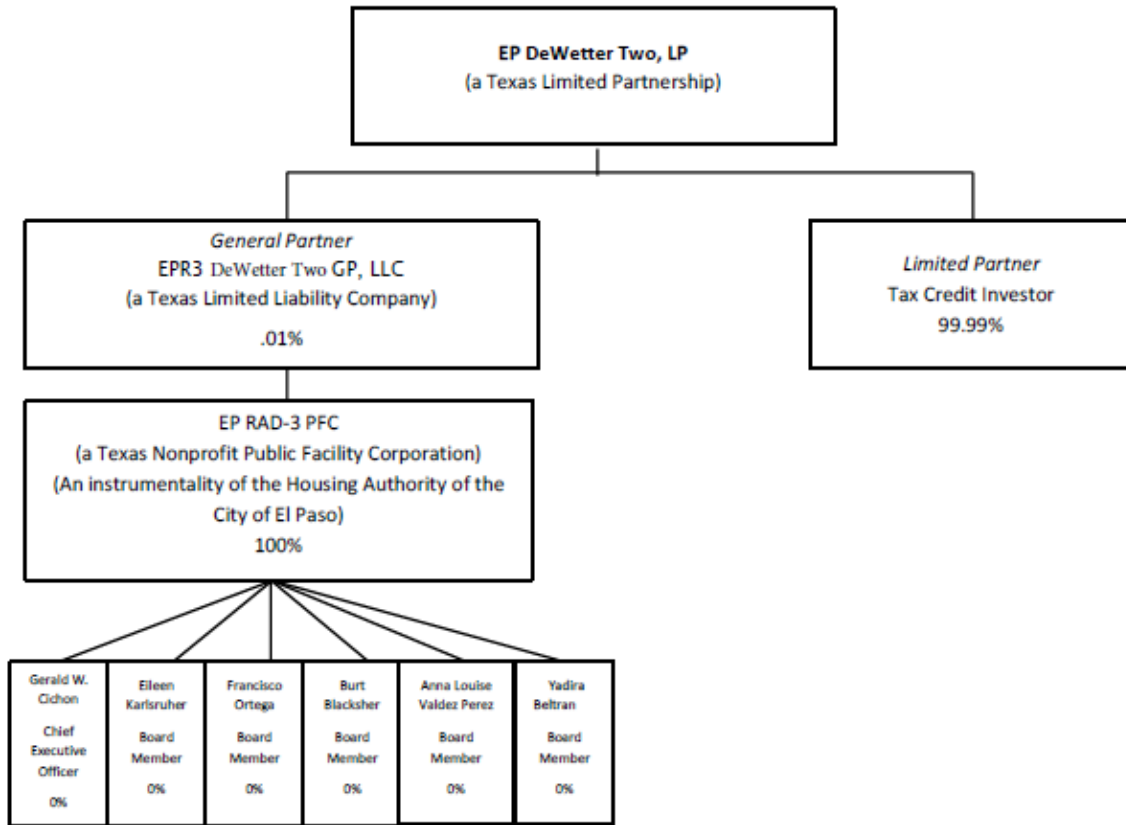 EP DeWetter Two, LP
(a Texas Limited Partnership)
General Partner
EPR3 DeWetter Two GP, LLC
(a Texas Limited Liability Company)
.01%
Limited Partner
Tax Credit Investor
99.99%
EP RAD-3 PFC
(a Texas Nonprofit Public Facility Corporation)
(An instrumentality of the Housing Authority of the
City of El Paso)
100%
Gerald W.
Cichon
Chief
Executive
Officer
0%
Eileen
Karlsruher
Board
Member
0%
Francisco
Ortega
Board
Member
0%
Burt
Blacksher
Board
Member
0%
Anna Louise
Valdez Perez
Board
Member
0%
Yadira
Beltran
Board
Member
0%